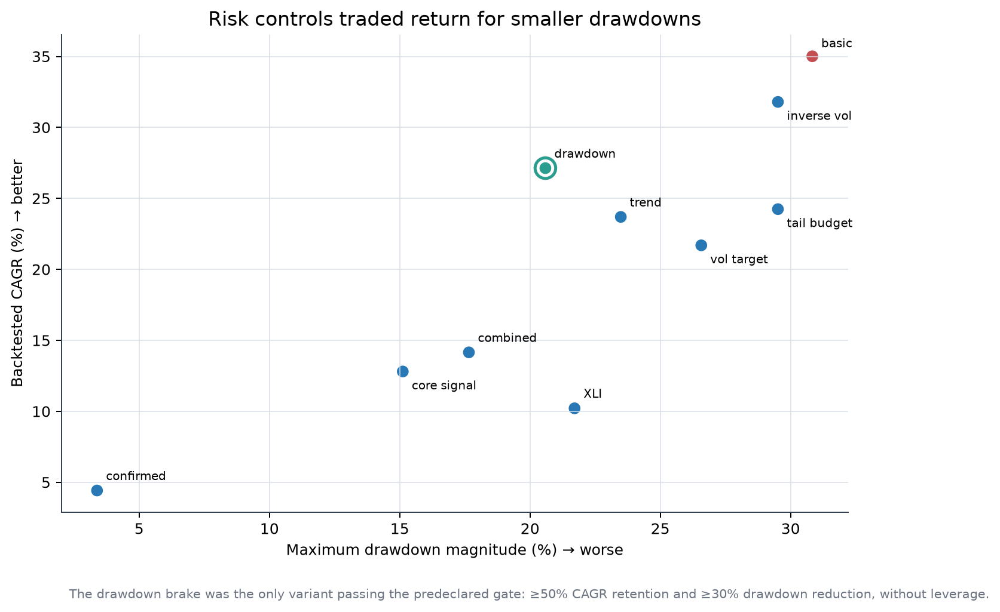 Risk controls traded return for smaller drawdowns
Backtested CAGR (%) → better
35
30
25
20
15
10
5
basic
inverse vol
drawdown
trend
tail budget
vol target
combined
core signal
XLI
confirmed
5
10
15
20
25
30
Maximum drawdown magnitude (%) → worse
The drawdown brake was the only variant passing the predeclared gate: ≥50% CAGR retention and ≥30% drawdown reduction, without leverage.